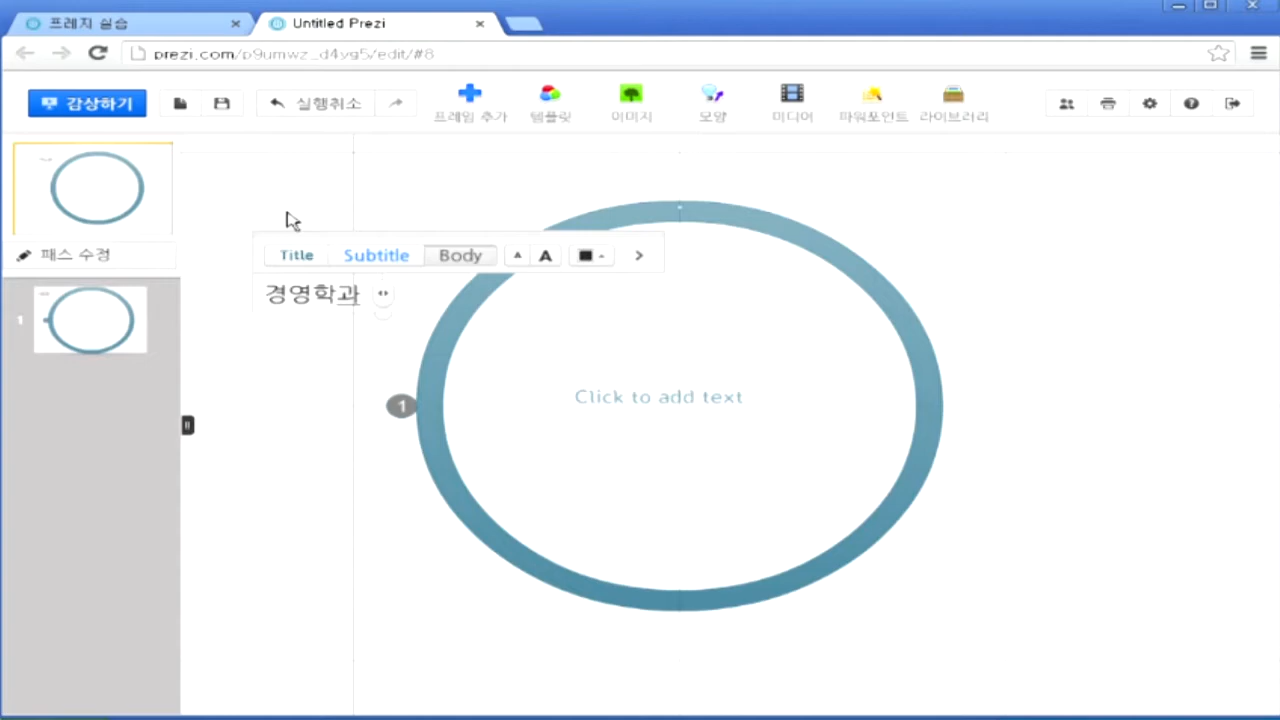 프레지 실습
Untitled Prezi
prezi.com/p9umwz_d4yg5/edit/#8
감상하기
실행취소
프레임 추가
템플릿
이미지
모양
미디어
파워포인트
라이브러리
패스 수정
Title
Subtitle
Body
A
A
경영학과
1
1
Click to add text